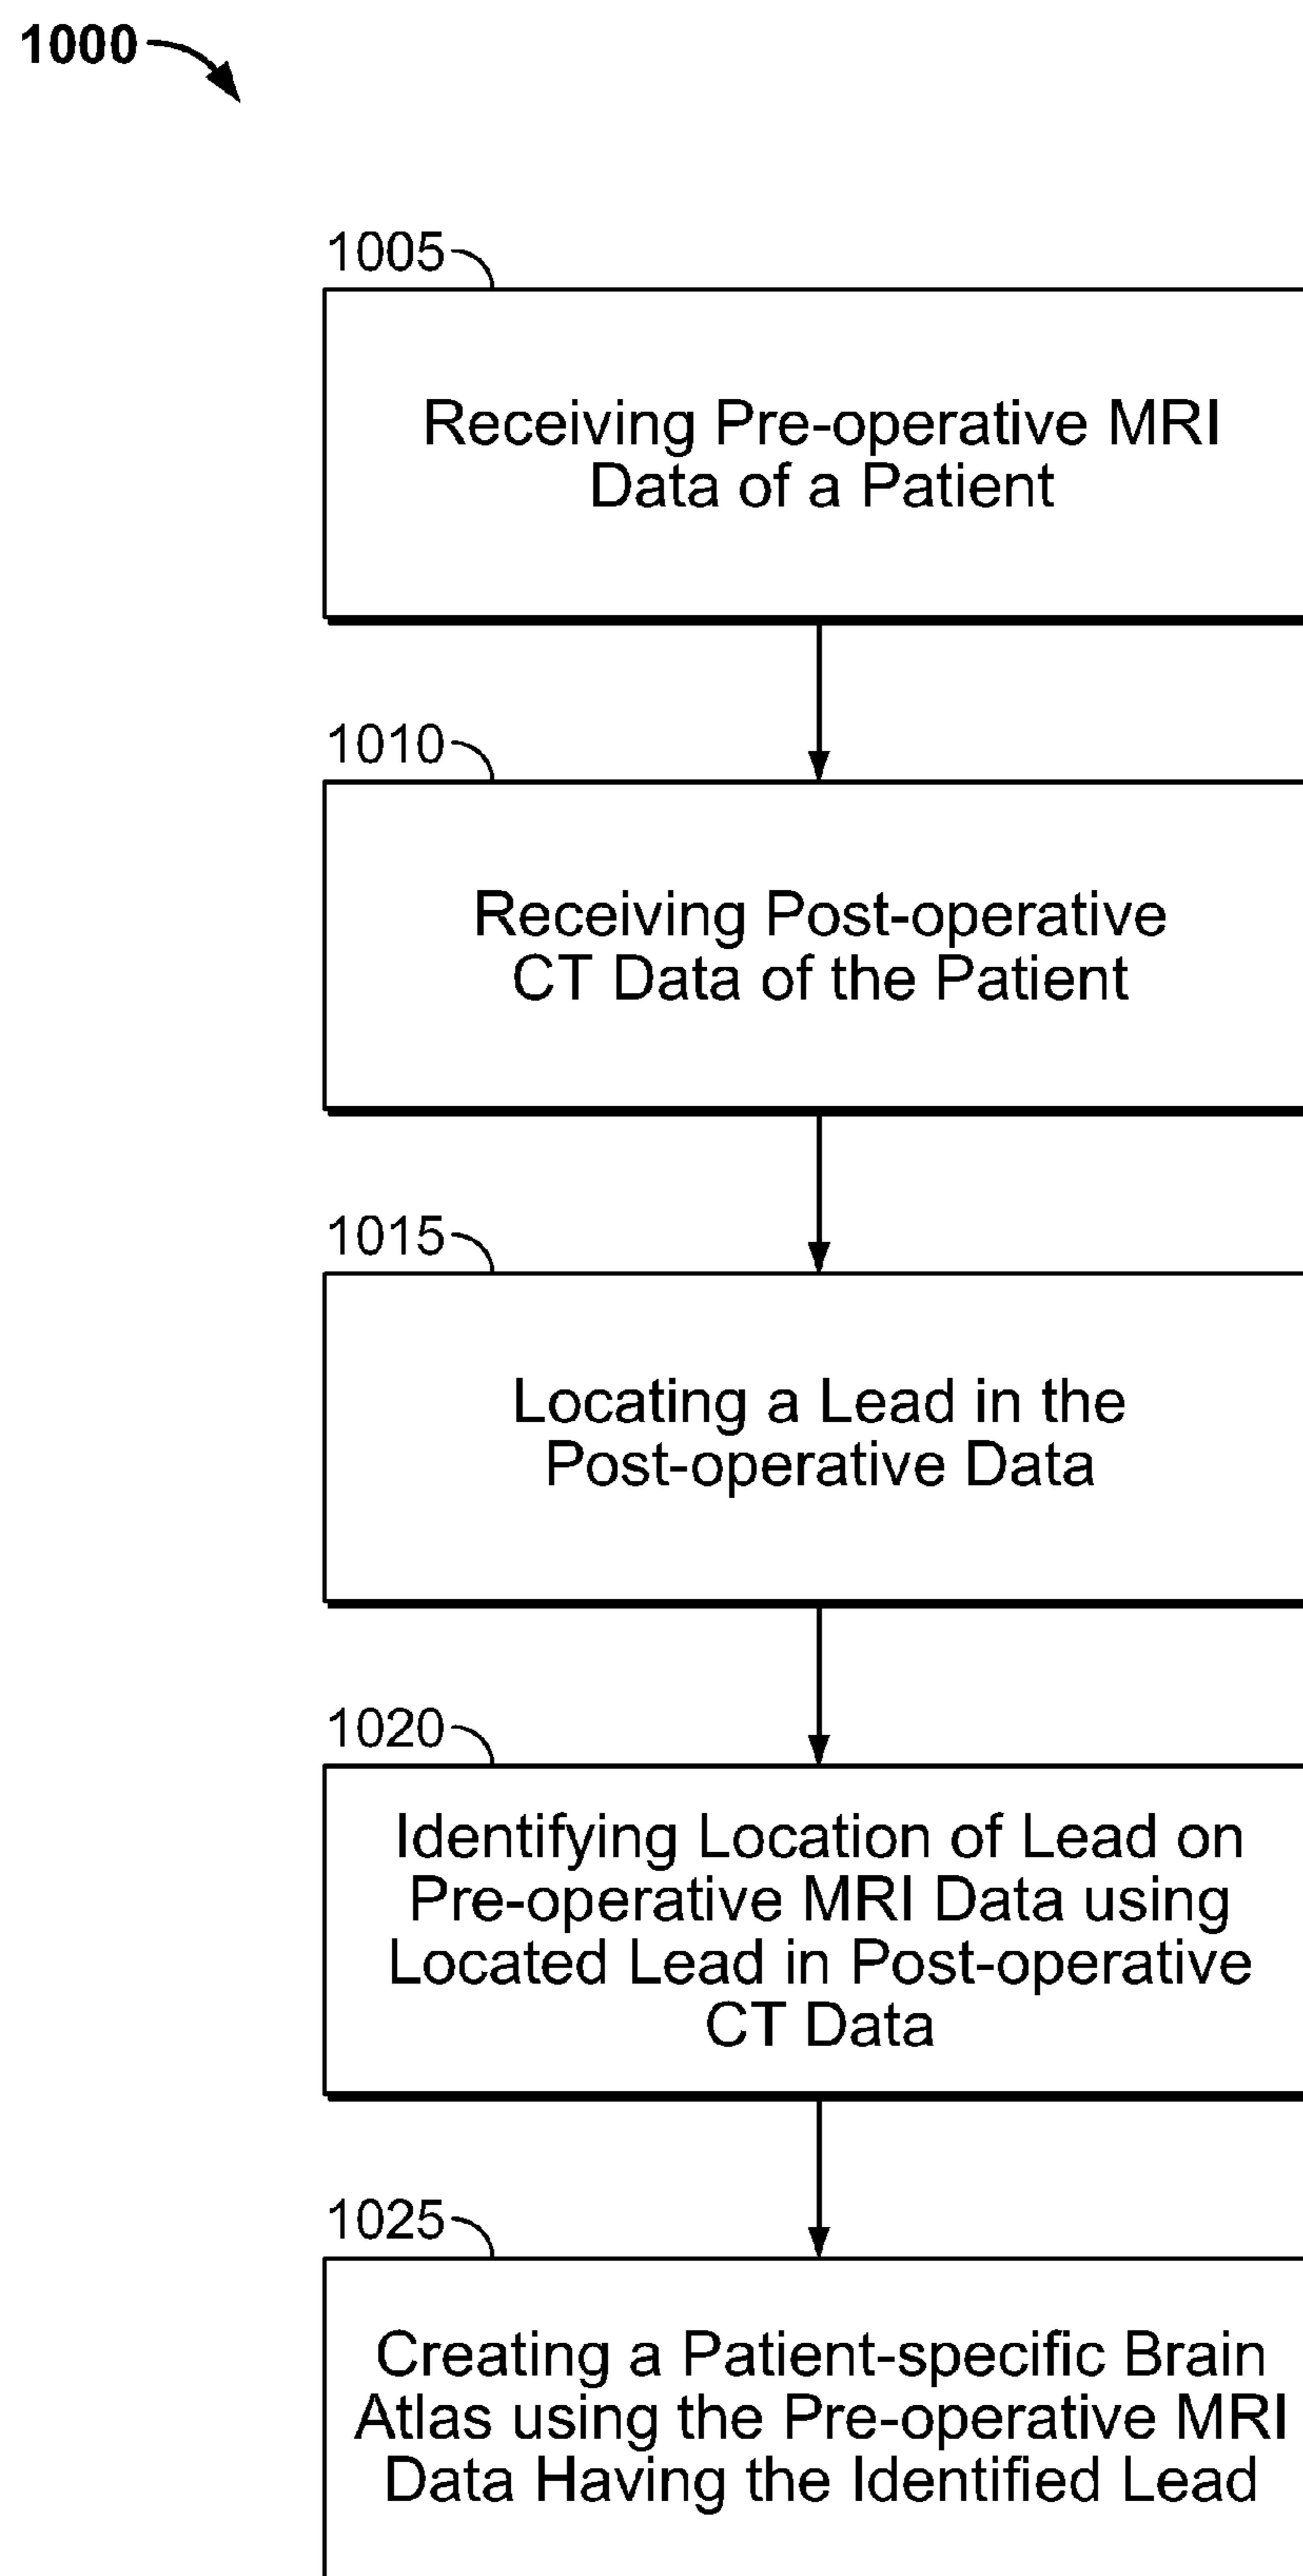 1000
1005
Receiving Pre-operative MRI
Data of a Patient
1010
Receiving Post-operative
CT Data of the Patient
1015
Locating a Lead in the
Post-operative Data
1020
Identifying Location of Lead on
Pre-operative MRI Data using
Located Lead in Post-operative
CT Data
1025
Creating a Patient-specific Brain
Atlas using the Pre-operative MRI
Data Having the Identified Lead